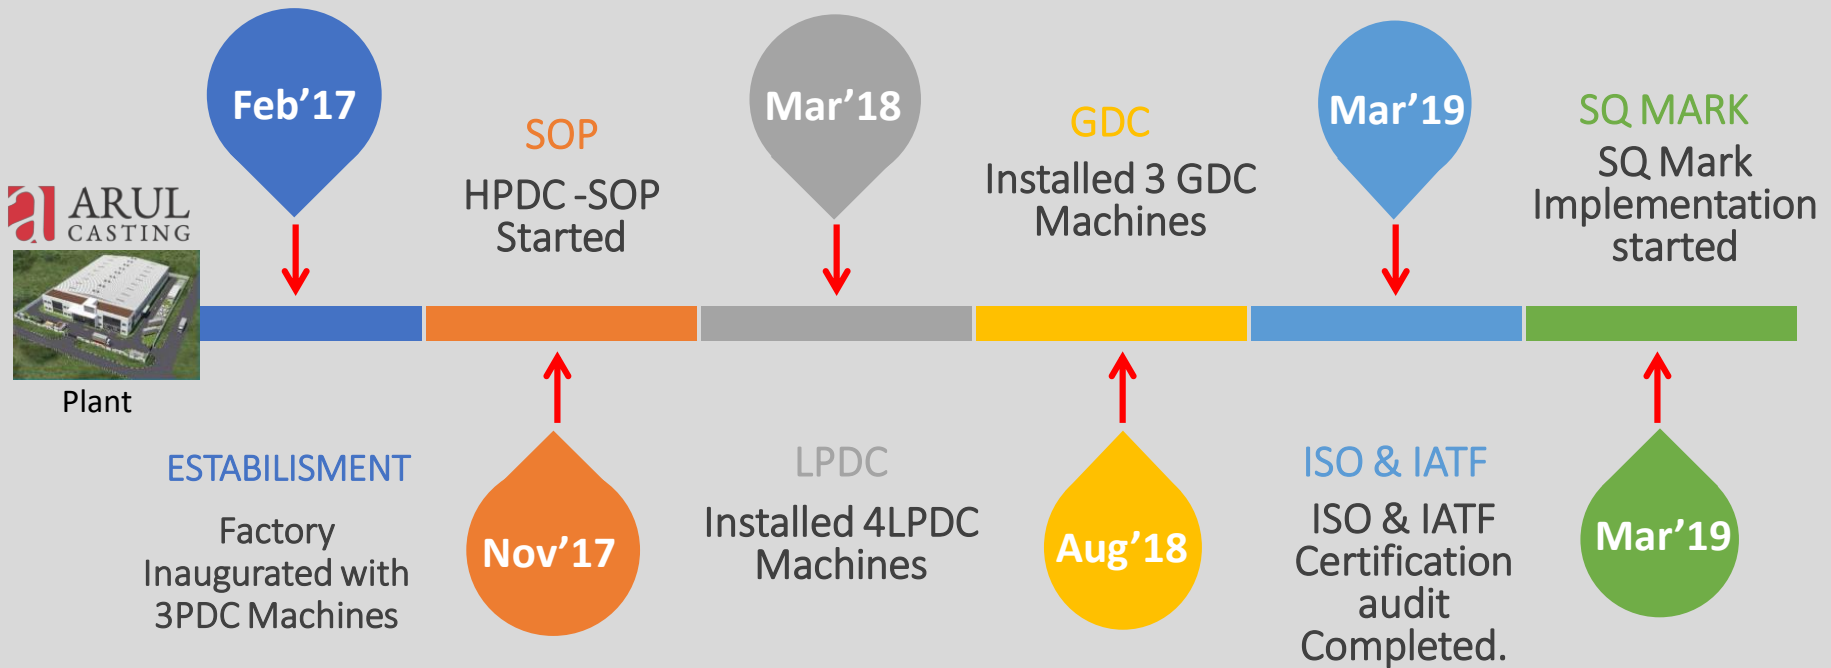 ARUL
CASTING
Plant
Feb’17
ESTABILISMENT
Factory
Inaugurated with
3PDC Machines
SOP
HPDC -SOP
Started
Nov’17
Mar’18
LPDC
Installed 4LPDC
Machines
GDC
Installed 3 GDC
Machines
Aug’18
Mar’19
ISO & IATF
ISO & IATF
Certification
audit
Completed.
SQ MARK
SQ Mark
Implementation
started
Mar’19